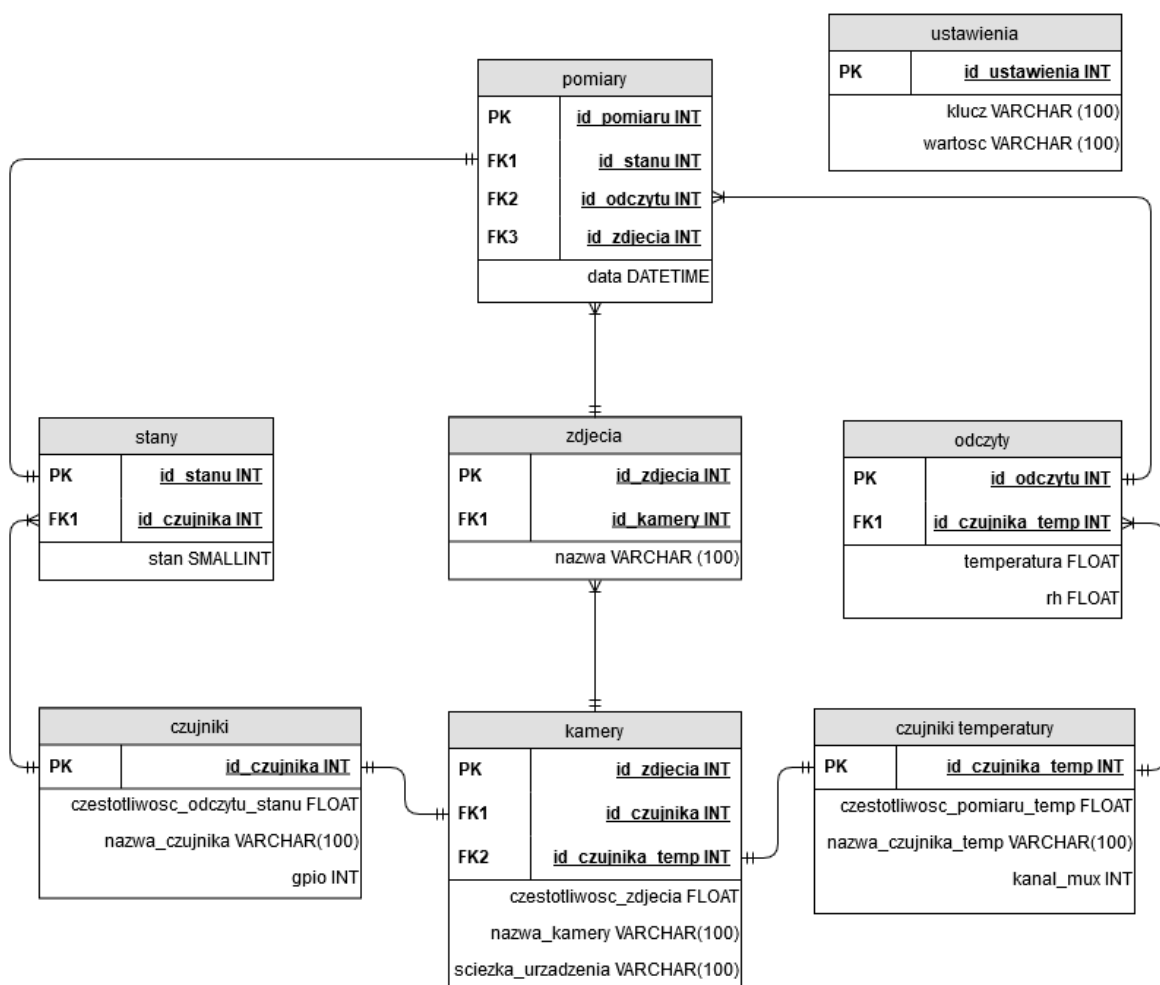 ustawienia
PK id_ustawienia INT
klucz VARCHAR (100)
wartosc VARCHAR (100)
pomiary
PK id_pomiaru INT
FK1 id_stanu INT
FK2 id_odczytu INT
FK3 id_zdjecia INT
data DATETIME
stany
PK id_stanu INT
FK1 id_czujnika INT
stan SMALLINT
zdjecia
PK id_zdjecia INT
FK1 id_kamery INT
nazwa VARCHAR (100)
odczyty
PK id_odczytu INT
FK1 id_czujnika_temp INT
temperatura FLOAT
rh FLOAT
czujniki
PK id_czujnika INT
czestotliwosc_odczytu_stanu FLOAT
nazwa_czujnika VARCHAR(100)
gpio INT
kamery
PK id_zdjecia INT
FK1 id_czujnika INT
FK2 id_czujnika_temp INT
czestotliwosc_zdjecia FLOAT
nazwa_kamery VARCHAR(100)
sciezka_urzadzenia VARCHAR(100)
czujniki temperatury
PK id_czujnika_temp INT
czestotliwosc_pomiaru_temp FLOAT
nazwa_czujnika_temp VARCHAR(100)
kanal_mux INT